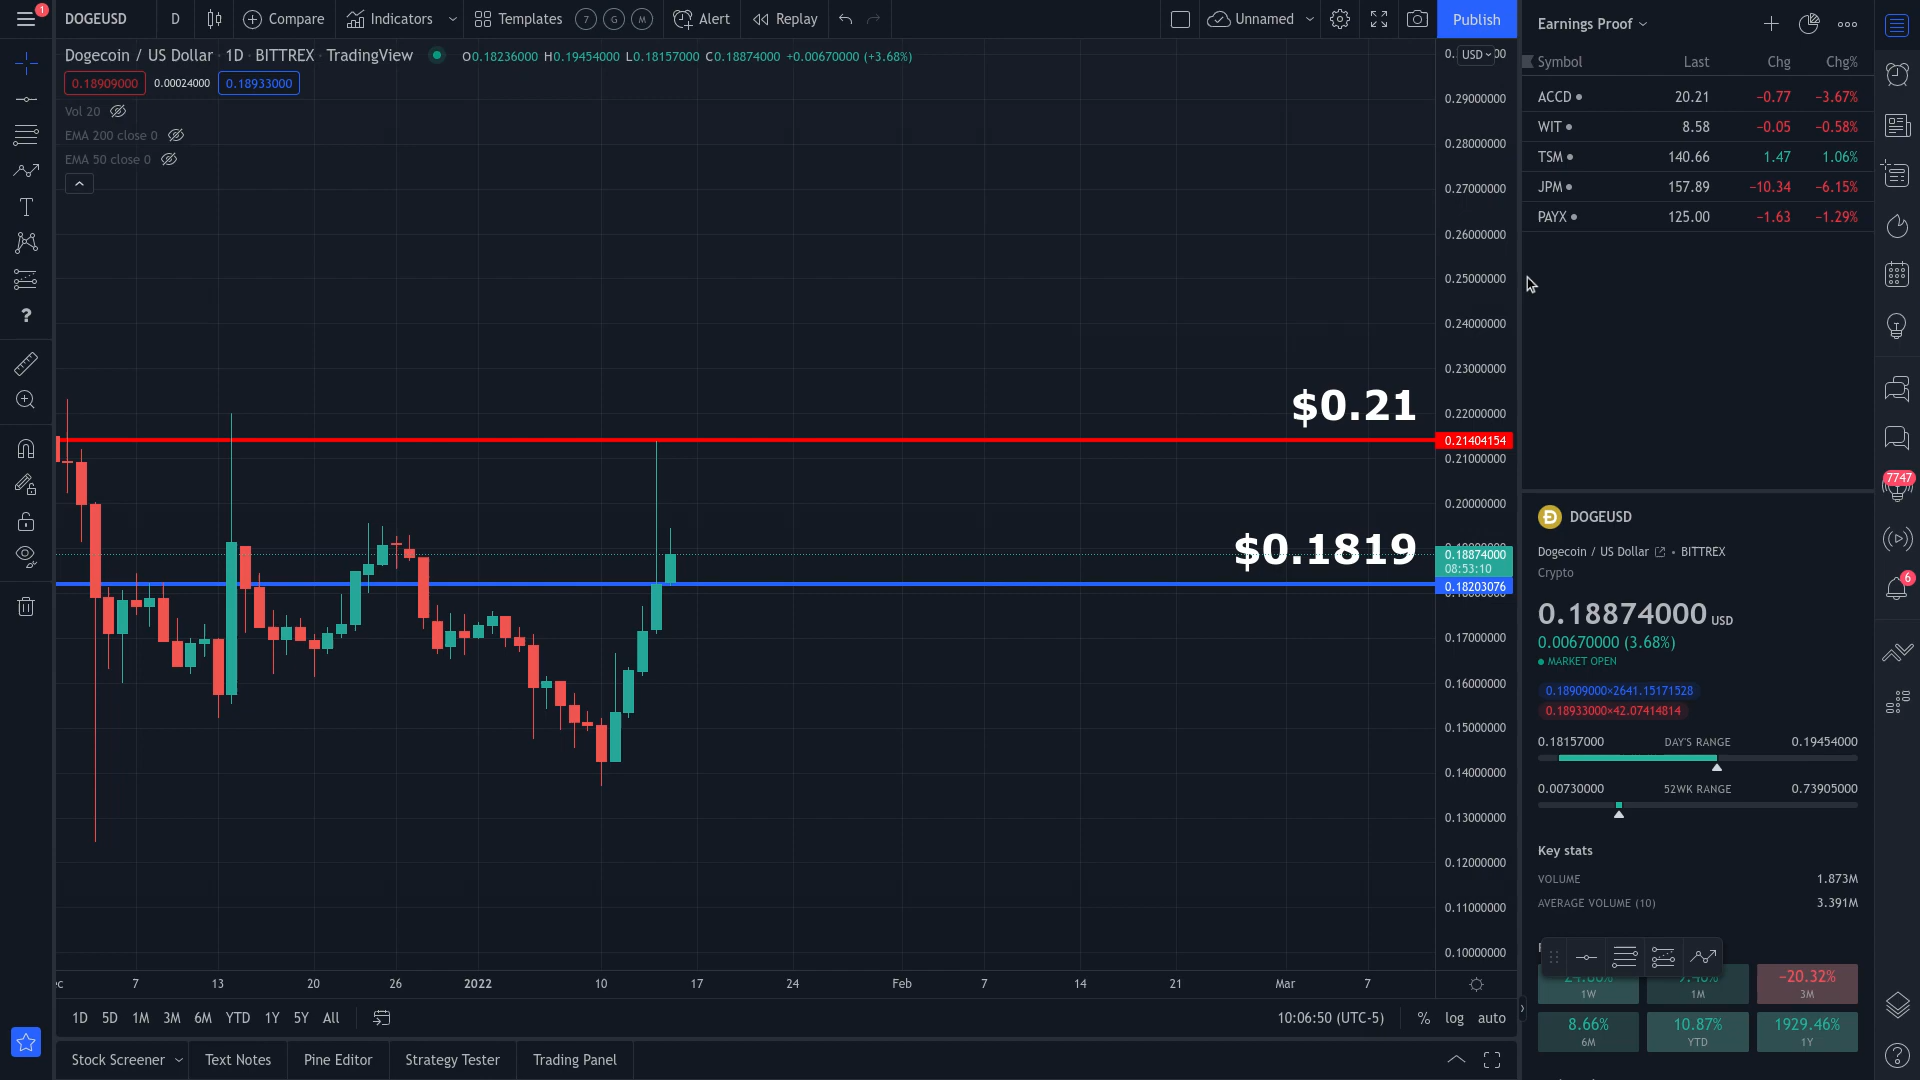 1
DOGEUSD
D
Compare
Indicators
Templates
7
G
M
Alert
Replay
Unnamed
Publish
Dogecoin / US Dollar · 1D · BITTREX · TradingView
O0.18236000 H0.19454000 L0.18157000 C0.18874000 +0.00670000 (+3.68%)
0.18909000 0.00024000 0.18933000
Vol 20
EMA 200 close 0
EMA 50 close 0
USD
0.29000000
0.28000000
0.27000000
0.26000000
0.25000000
0.24000000
0.23000000
0.22000000
0.21404154
0.21000000
0.20000000
0.18874000
08:53:10
0.18203076
0.17000000
0.16000000
0.15000000
0.14000000
0.13000000
0.12000000
0.11000000
0.10000000
$0.21
$0.1819
7 13 20 26 2022 10 17 24 Feb 7 14 21 Mar 7
1D 5D 1M 3M 6M YTD 1Y 5Y All
10:06:50 (UTC-5) % log auto
Stock Screener
Text Notes
Pine Editor
Strategy Tester
Trading Panel
Earnings Proof
Symbol Last Chg Chg%
ACCD 20.21 −0.77 −3.67%
WIT 8.58 −0.05 −0.58%
TSM 140.66 1.47 1.06%
JPM 157.89 −10.34 −6.15%
PAYX 125.00 −1.63 −1.29%
DOGEUSD
Dogecoin / US Dollar • BITTREX
Crypto
0.18874000 USD
0.00670000 (3.68%)
MARKET OPEN
0.18909000×2641.15171528
0.18933000×42.07414814
0.18157000 DAY'S RANGE 0.19454000
0.00730000 52WK RANGE 0.73905000
Key stats
VOLUME 1.873M
AVERAGE VOLUME (10) 3.391M
−20.32%
1W 1M 3M
8.66% 10.87% 1929.46%
6M YTD 1Y
7747
6